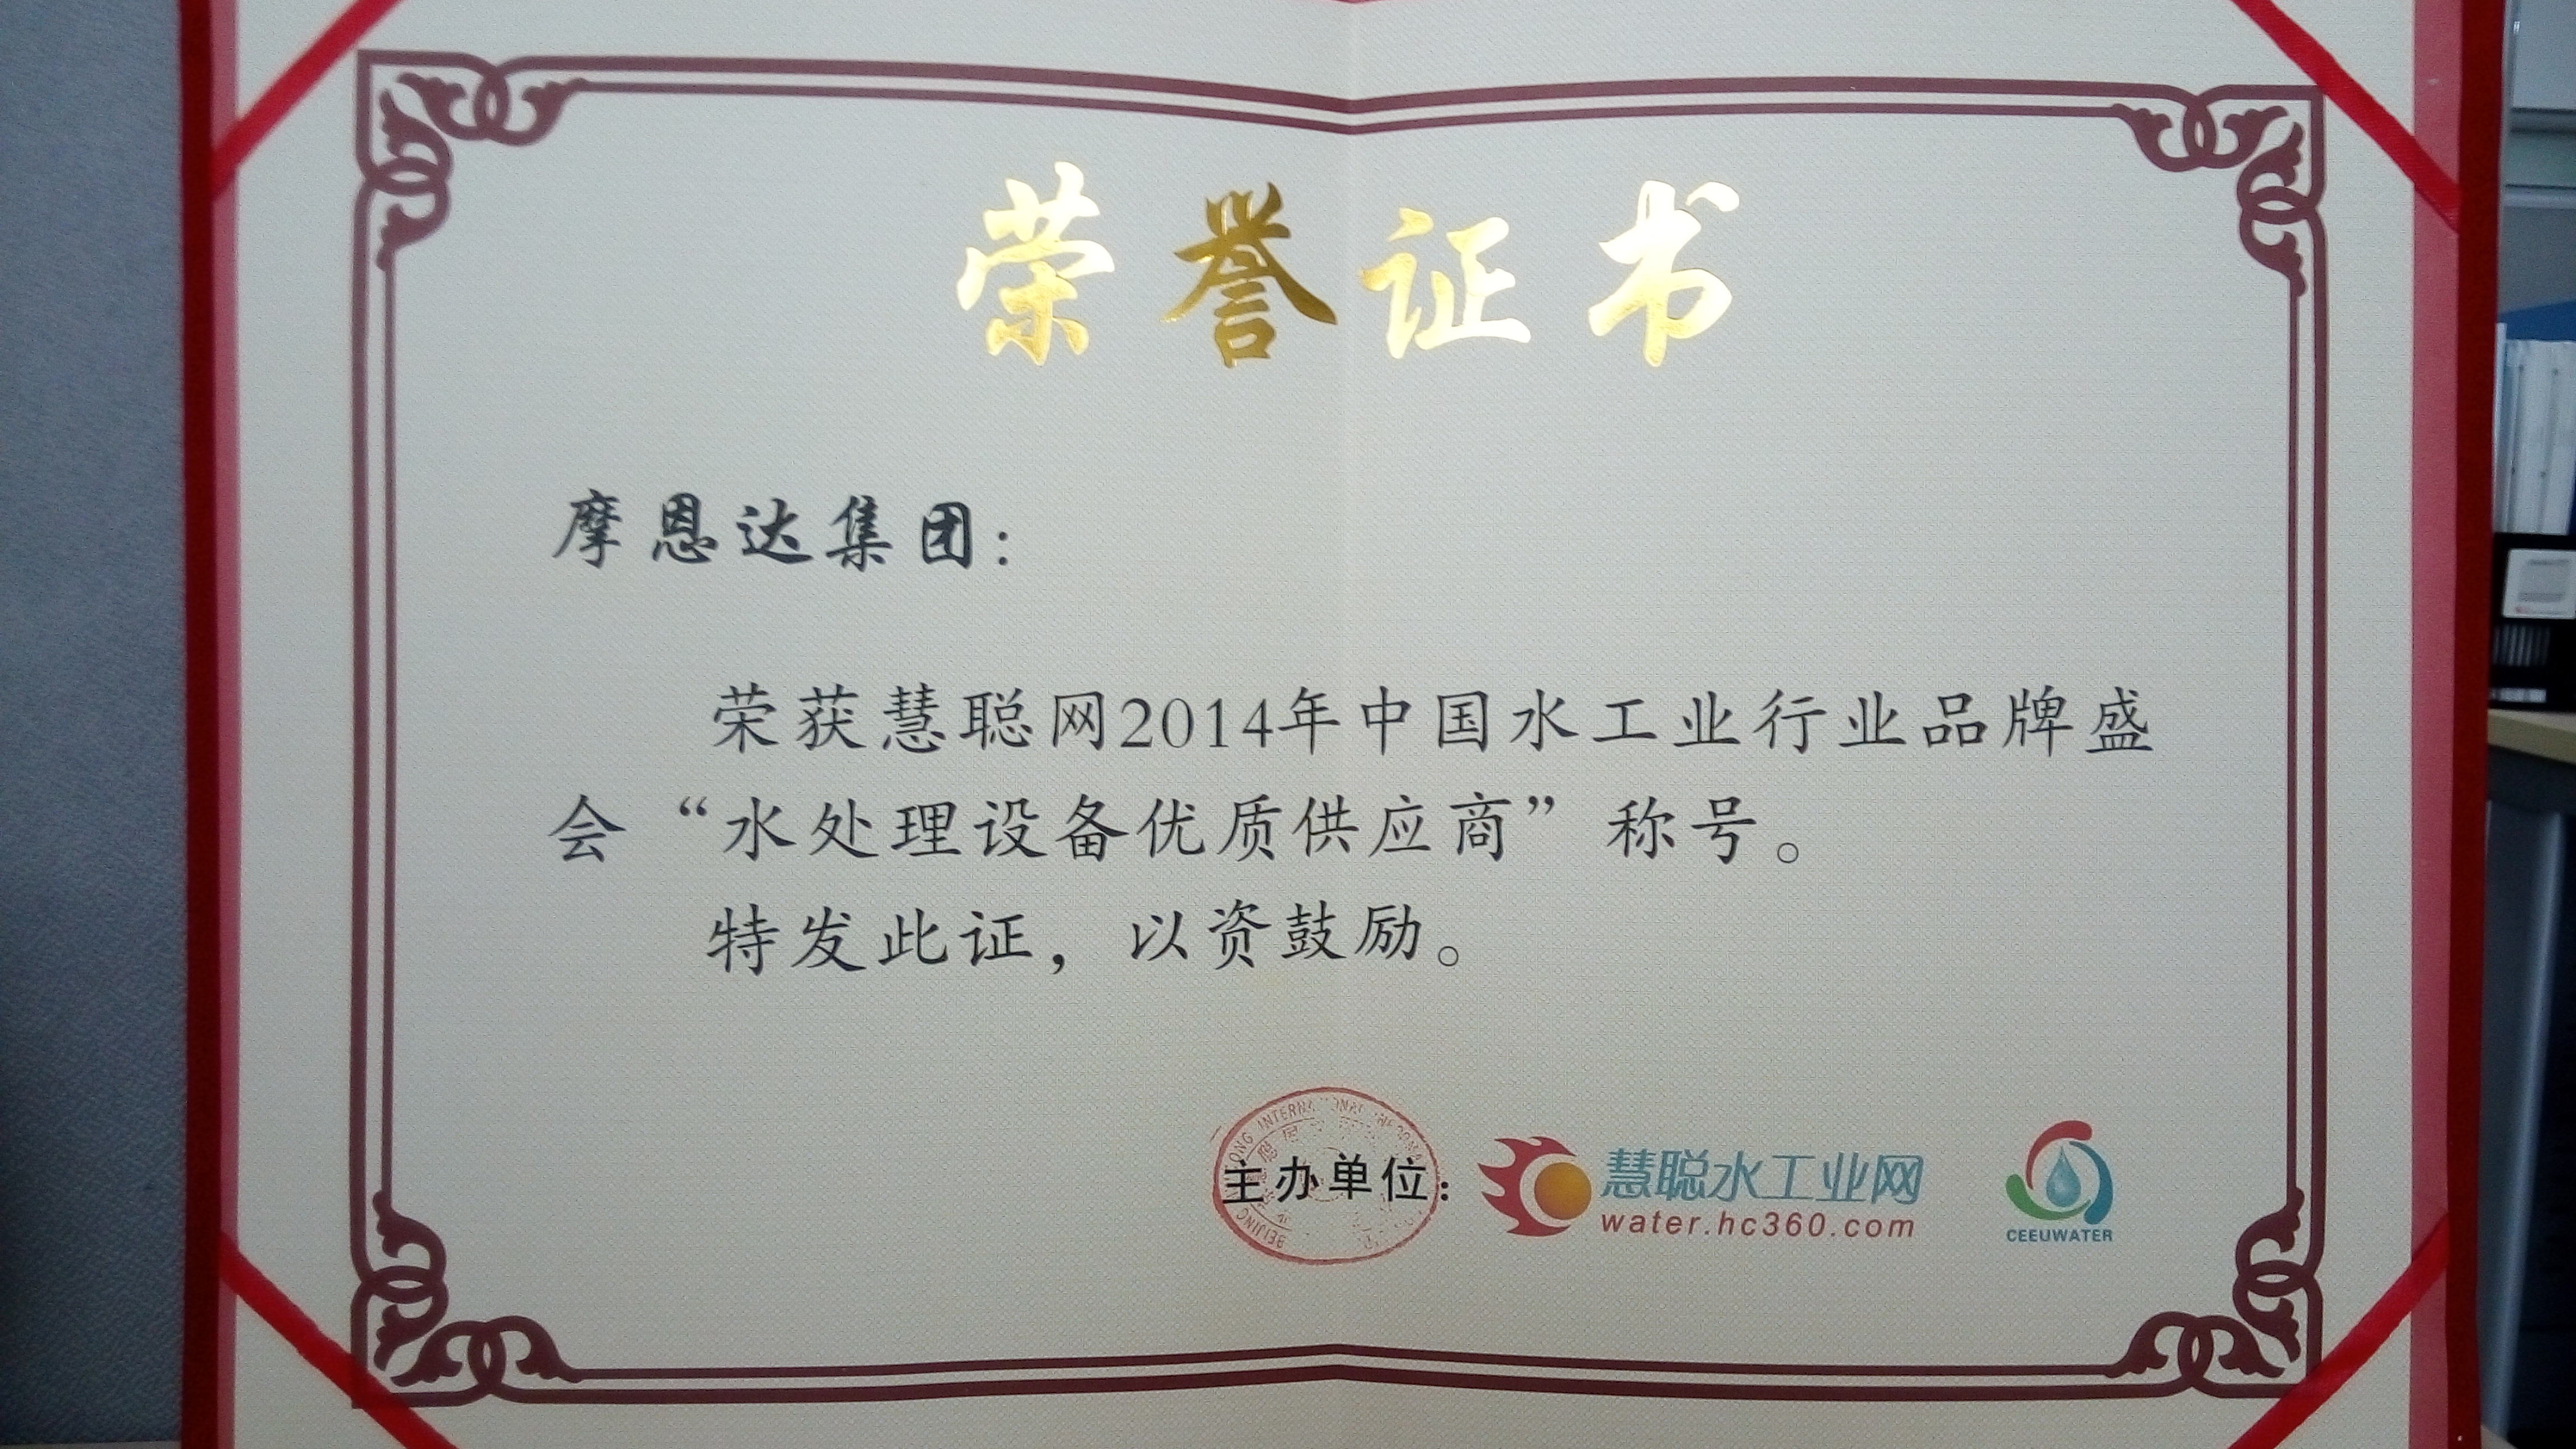 荣誉证书
摩恩达集团：
荣获慧聪网2014年中国水工业行业品牌盛
会“水处理设备优质供应商”称号。
特发此证，以资鼓励。
主办单位：
慧聪水工业网
water.hc360.com
CEEUWATER
BEIJING
INTERNATIONAL